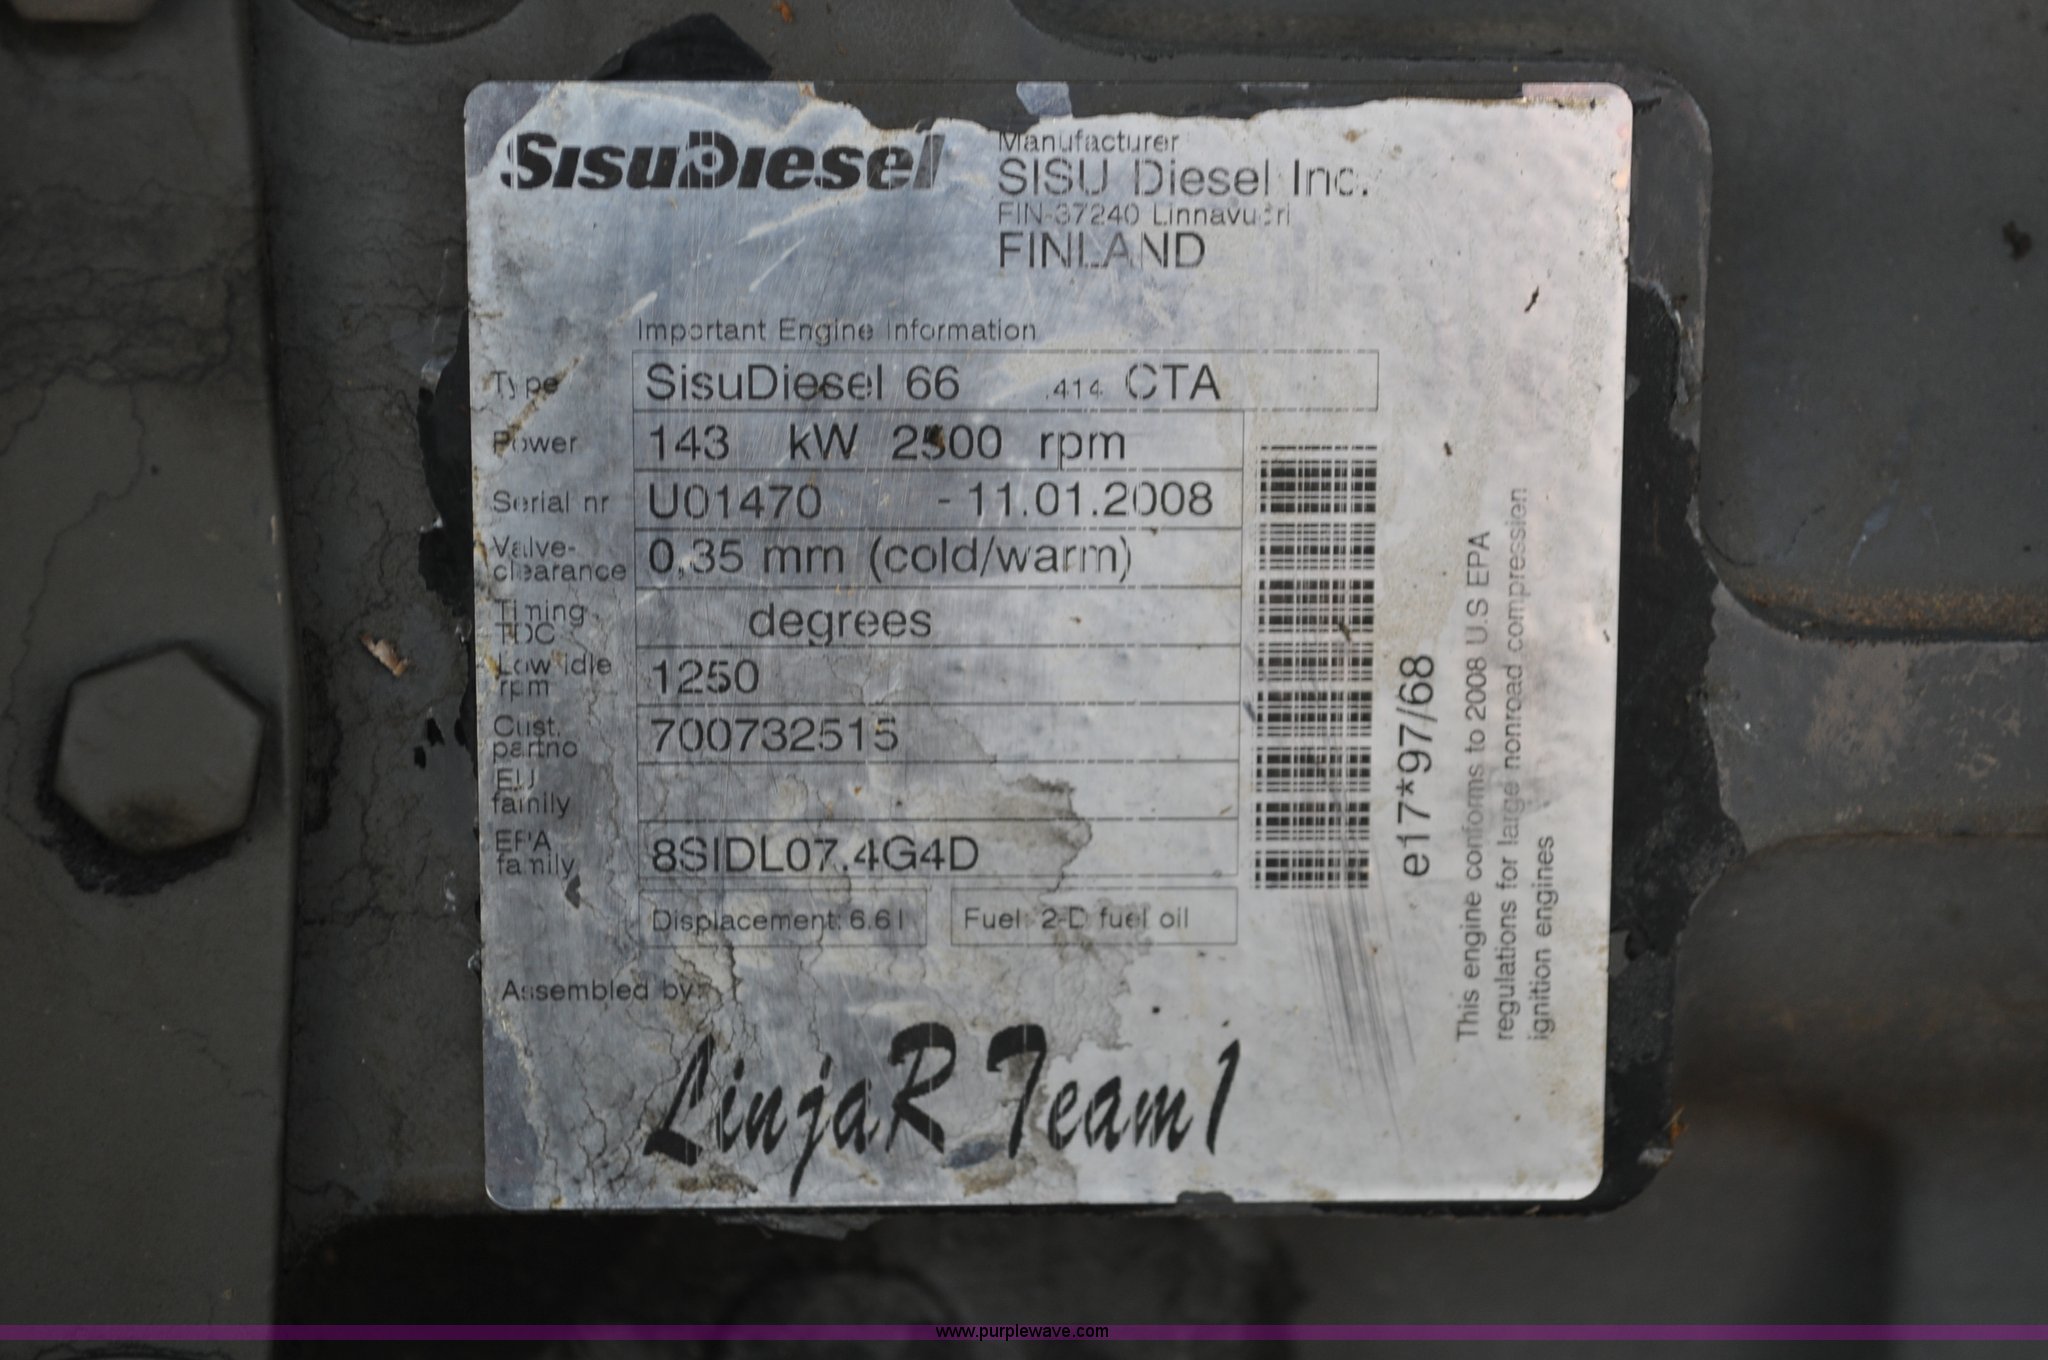 SISUDIESEL
Manufacturer
SISU Diesel Inc.
FIN-37240 Linnavuori
FINLAND
Important Engine Information
Type SisuDiesel 66 .414 CTA
Power 143 kW 2500 rpm
Serial nr U01470 - 11.01.2008
Valve-
clearance 0,35 mm (cold/warm)
Timing
TDC degrees
Low idle
rpm 1250
Cust.
partno 700732515
EU
family
EPA
family 8SIDL07.4G4D
Displacement: 6.6 l Fuel: 2-D fuel oil
Assembled by:
LinjaR Team1
e17*97/68
This engine conforms to 2008 U.S EPA
regulations for large nonroad compression
ignition engines
www.purplewave.com